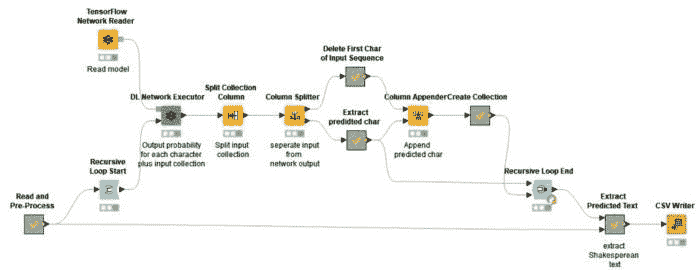 TensorFlow
Network Reader
Read model
DL Network Executor
Output probability
for each character
plus input collection
Split Collection
Column
Split input
collection
Column Splitter
seperate input
from
network output
Delete First Char
of Input Sequence
Extract
predidted char
Column Appender
Append
predicted char
Create Collection
Recursive
Loop Start
Read and
Pre-Process
Recursive Loop End
Extract
Predicted Text
extract
Shakesperean
text
CSV Writer